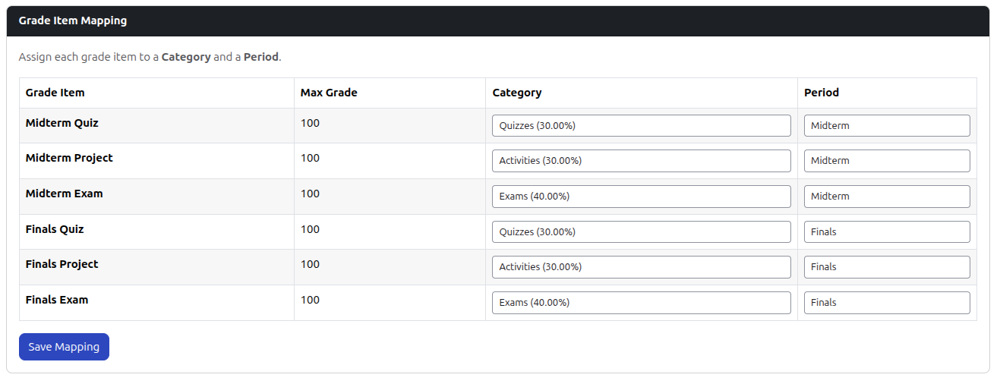 Grade Item Mapping
Assign each grade item to a Category and a Period.
Grade Item Max Grade Category Period
Midterm Quiz 100 Quizzes (30.00%) Midterm
Midterm Project 100 Activities (30.00%) Midterm
Midterm Exam 100 Exams (40.00%) Midterm
Finals Quiz 100 Quizzes (30.00%) Finals
Finals Project 100 Activities (30.00%) Finals
Finals Exam 100 Exams (40.00%) Finals
Save Mapping